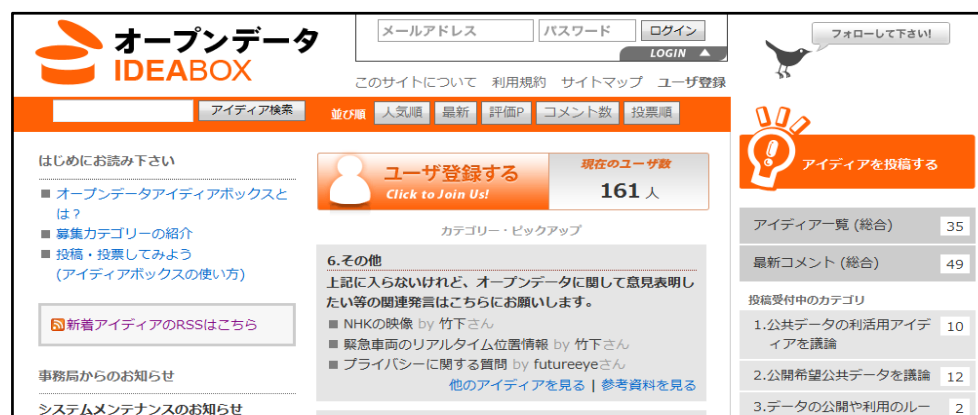 オープンデータ
IDEABOX
メールアドレス パスワード ログイン
LOGIN ▲
このサイトについて 利用規約 サイトマップ ユーザ登録
フォローして下さい!
アイディア検索 並び順 人気順 最新 評価P コメント数 投票順
アイディアを投稿する
はじめにお読み下さい
■ オープンデータアイディアボックスと
は?
■ 募集カテゴリーの紹介
■ 投稿・投票してみよう
(アイディアボックスの使い方)
新着アイディアのRSSはこちら
事務局からのお知らせ
システムメンテナンスのお知らせ
ユーザ登録する
Click to Join Us!
現在のユーザ数
161 人
カテゴリー・ピックアップ
6.その他
上記に入らないけれど、オープンデータに関して意見表明し
たい等の関連発言はこちらにお願いします。
■ NHKの映像 by 竹下さん
■ 緊急車両のリアルタイム位置情報 by 竹下さん
■ プライバシーに関する質問 by futureeyeさん
他のアイディアを見る | 参考資料を見る
アイディア一覧 (総合) 35
最新コメント (総合) 49
投稿受付中のカテゴリ
1.公共データの利活用アイデ 10
ィアを議論
2.公開希望公共データを議論 12
3.データの公開や利用のルー 2